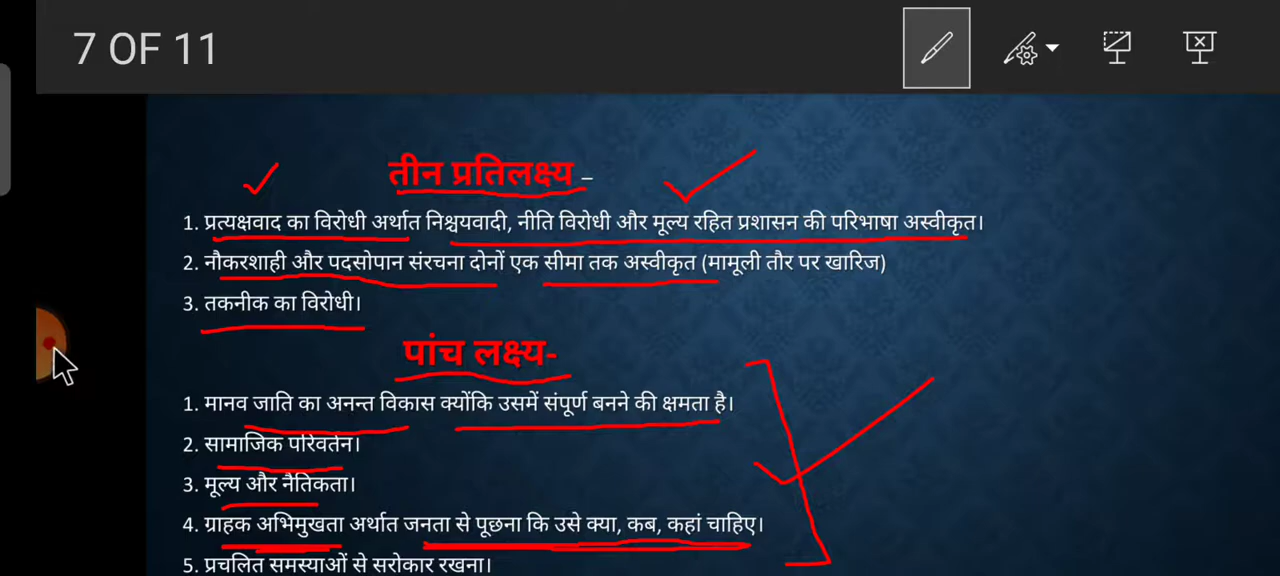 7 OF 11
तीन प्रतिलक्ष्य –
1. प्रत्यक्षवाद का विरोधी अर्थात निश्चयवादी, नीति विरोधी और मूल्य रहित प्रशासन की परिभाषा अस्वीकृत।
2. नौकरशाही और पदसोपान संरचना दोनों एक सीमा तक अस्वीकृत (मामूली तौर पर खारिज)
3. तकनीक का विरोधी।
पांच लक्ष्य-
1. मानव जाति का अनन्त विकास क्योंकि उसमें संपूर्ण बनने की क्षमता है।
2. सामाजिक परिवर्तन।
3. मूल्य और नैतिकता।
4. ग्राहक अभिमुखता अर्थात जनता से पूछना कि उसे क्या, कब, कहां चाहिए।
5. प्रचलित समस्याओं से सरोकार रखना।